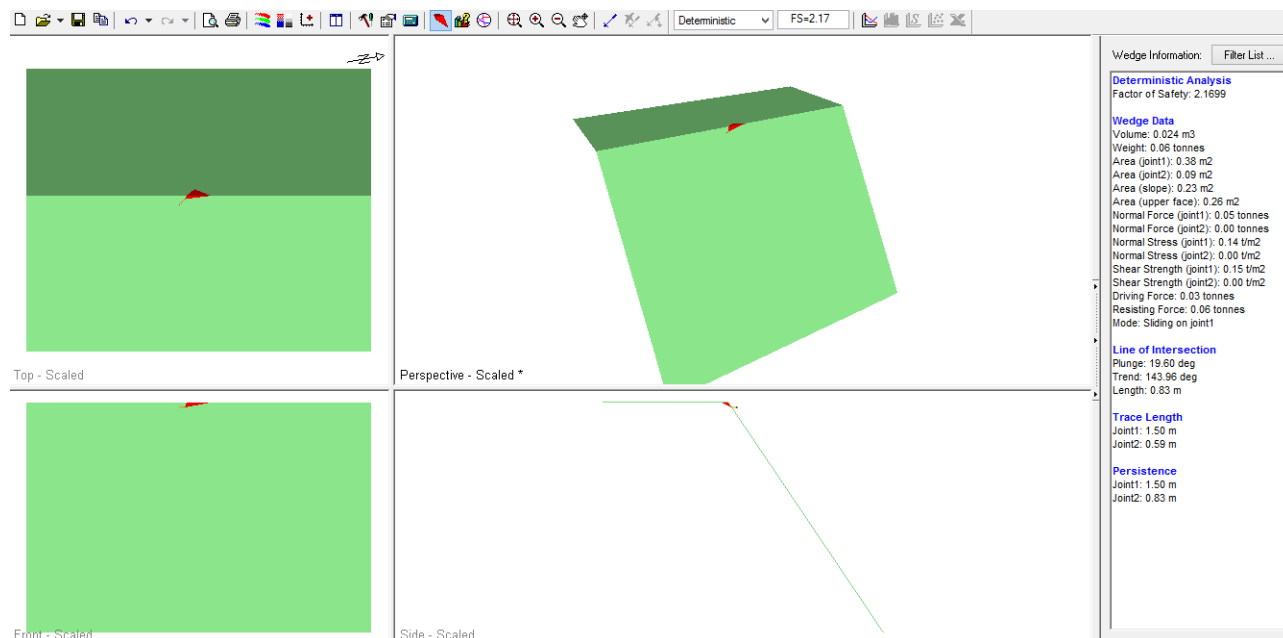 Deterministic
FS=2.17
Wedge Information:
Filter List ...
Deterministic Analysis
Factor of Safety: 2.1699
Wedge Data
Volume: 0.024 m3
Weight: 0.06 tonnes
Area (joint1): 0.38 m2
Area (joint2): 0.09 m2
Area (slope): 0.23 m2
Area (upper face): 0.26 m2
Normal Force (joint1): 0.05 tonnes
Normal Force (joint2): 0.00 tonnes
Normal Stress (joint1): 0.14 t/m2
Normal Stress (joint2): 0.00 t/m2
Shear Strength (joint1): 0.15 t/m2
Shear Strength (joint2): 0.00 t/m2
Driving Force: 0.03 tonnes
Resisting Force: 0.06 tonnes
Mode: Sliding on joint1
Line of Intersection
Plunge: 19.60 deg
Trend: 143.96 deg
Length: 0.83 m
Trace Length
Joint1: 1.50 m
Joint2: 0.59 m
Persistence
Joint1: 1.50 m
Joint2: 0.83 m
Top - Scaled
Perspective - Scaled *
Front - Scaled
Side - Scaled